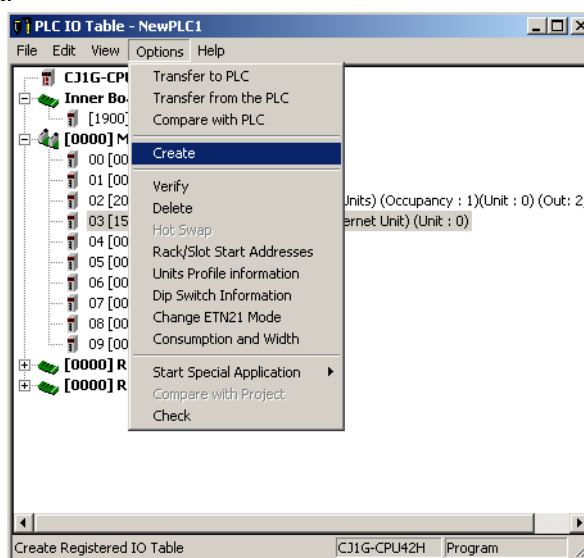 PLC IO Table - NewPLC1
File Edit View Options Help
CJ1G-CPU
Inner Bo
[1900]
[0000] M
00 [00
01 [00
02 [20
03 [15
04 [00
05 [00
06 [00
07 [00
08 [00
09 [00
[0000] R
[0000] R
Transfer to PLC
Transfer from the PLC
Compare with PLC
Create
Verify
Delete
Hot Swap
Rack/Slot Start Addresses
Units Profile information
Dip Switch Information
Change ETN21 Mode
Consumption and Width
Start Special Application
Compare with Project
Check
Units) (Occupancy : 1)(Unit : 0) (Out: 2
ernet Unit) (Unit : 0)
Create Registered IO Table CJ1G-CPU42H Program